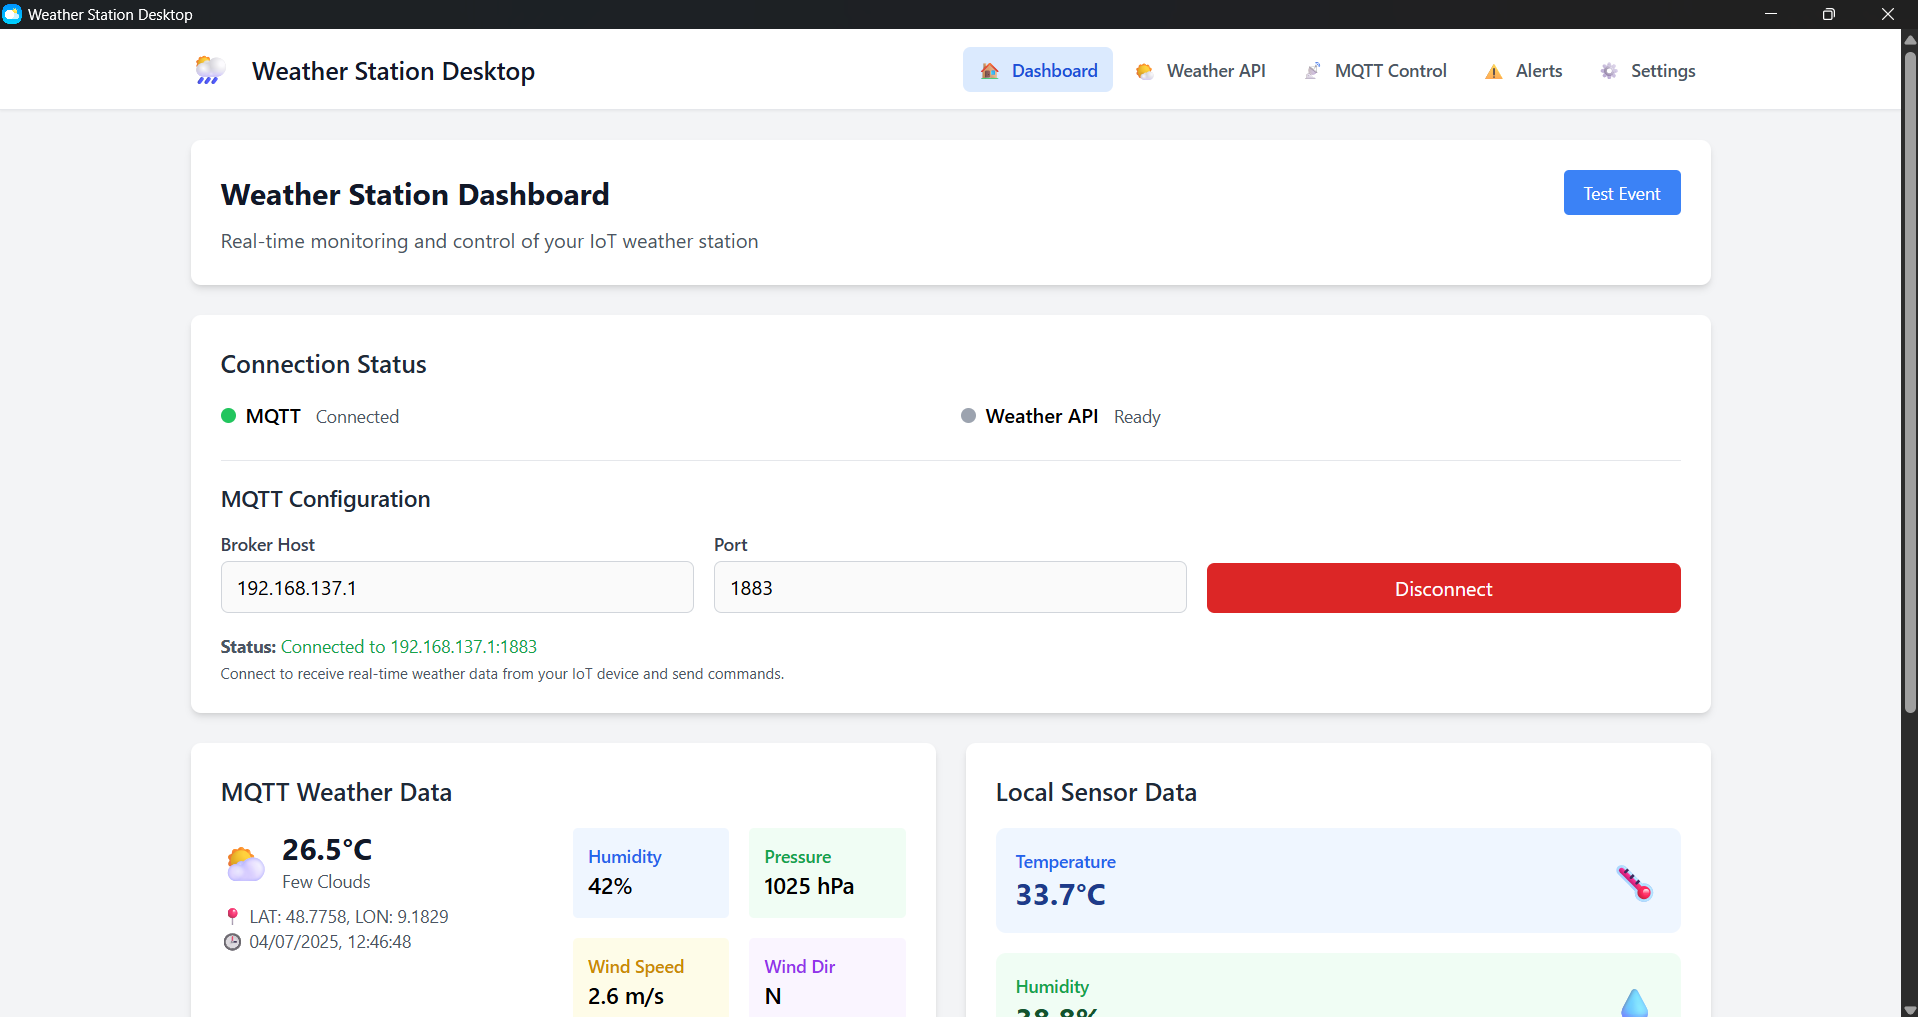 Weather Station Desktop
Weather Station Desktop
Dashboard
Weather API
MQTT Control
Alerts
Settings
Weather Station Dashboard
Test Event
Real-time monitoring and control of your IoT weather station
Connection Status
MQTT Connected
Weather API Ready
MQTT Configuration
Broker Host
Port
192.168.137.1
1883
Disconnect
Status: Connected to 192.168.137.1:1883
Connect to receive real-time weather data from your IoT device and send commands.
MQTT Weather Data
26.5°C
Few Clouds
LAT: 48.7758, LON: 9.1829
04/07/2025, 12:46:48
Humidity
42%
Pressure
1025 hPa
Wind Speed
2.6 m/s
Wind Dir
N
Local Sensor Data
Temperature
33.7°C
Humidity